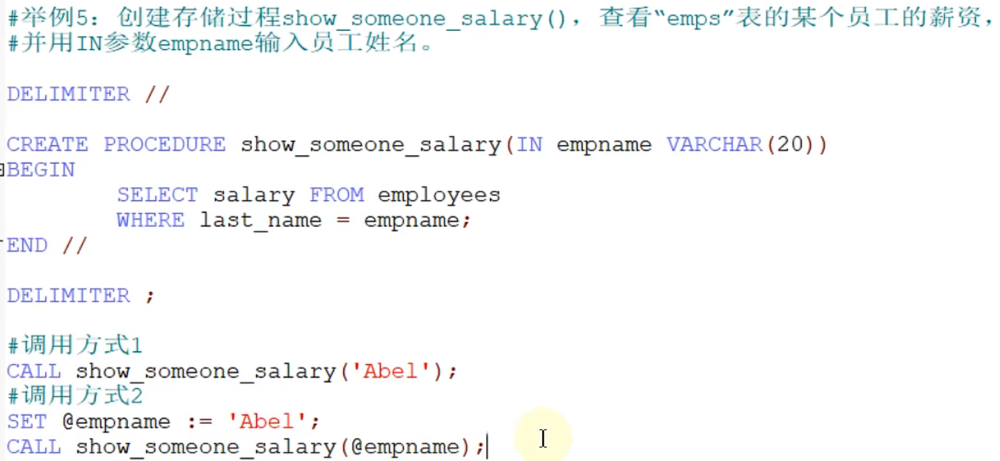 #举例5：创建存储过程show_someone_salary()，查看“emps”表的某个员工的薪资，
#并用IN参数empname输入员工姓名。
DELIMITER //
CREATE PROCEDURE show_someone_salary(IN empname VARCHAR(20))
BEGIN
SELECT salary FROM employees
WHERE last_name = empname;
END //
DELIMITER ;
#调用方式1
CALL show_someone_salary('Abel');
#调用方式2
SET @empname := 'Abel';
CALL show_someone_salary(@empname);